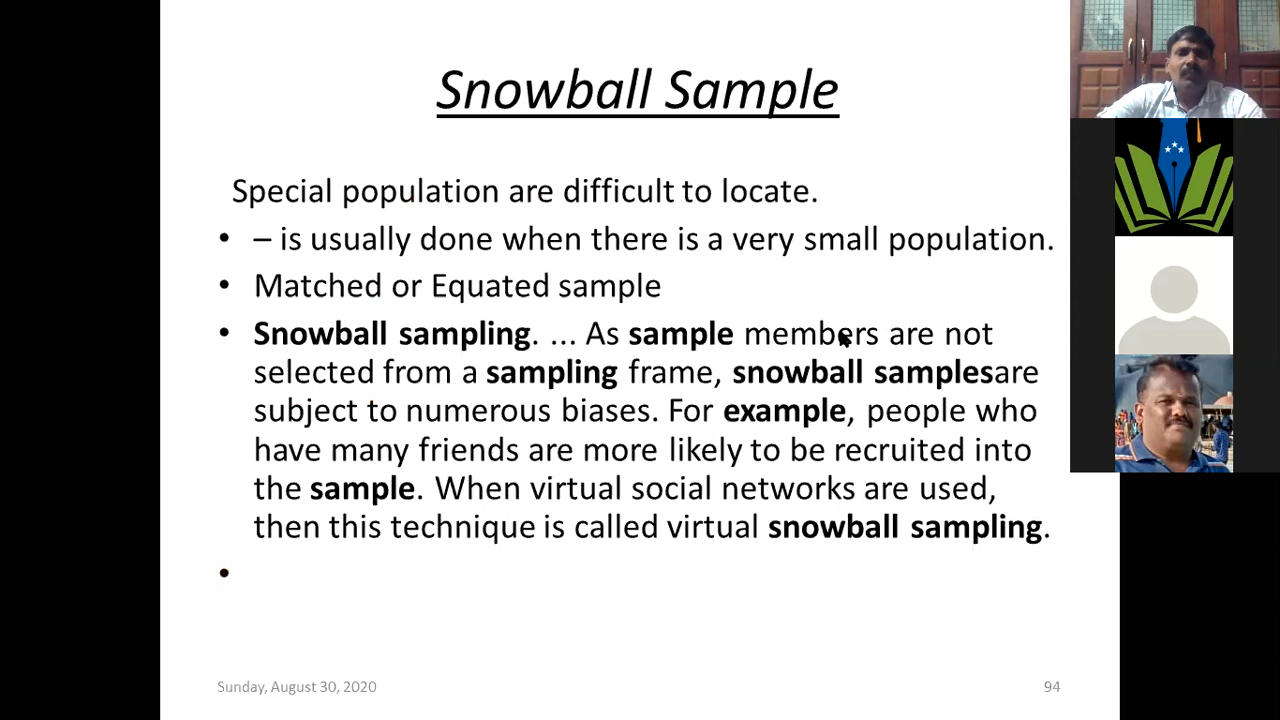 Snowball Sample
Special population are difficult to locate.
• – is usually done when there is a very small population.
• Matched or Equated sample
• Snowball sampling. ... As sample members are not
selected from a sampling frame, snowball samplesare
subject to numerous biases. For example, people who
have many friends are more likely to be recruited into
the sample. When virtual social networks are used,
then this technique is called virtual snowball sampling.
•
Sunday, August 30, 2020
94